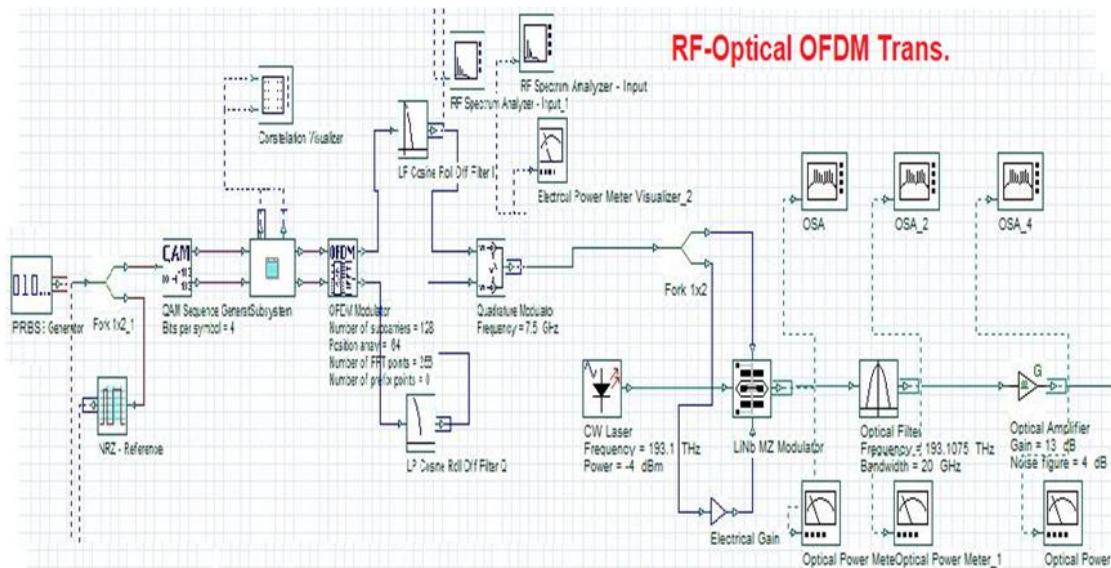 RF-Optical OFDM Trans.
RF Spectrum Analyzer - Input
RF Spectrum Analyzer - Input_1
Constellation Visualizer
LP Cosine Roll Off Filter I
Electrical Power Meter Visualizer_2
OSA
OSA_2
OSA_4
010...
PRBS Generator
Fork 1x2_1
QAM Sequence Generat
Bits per symbol = 4
Subsystem
OFDM
OFDM Modulator
Number of subcarriers = 128
Position array = 64
Number of FFT points = 256
Number of prefix points = 0
Quadrature Modulator
Frequency = 7.5 GHz
Fork 1x2
NRZ - Reference
LP Cosine Roll Off Filter Q
CW Laser
Frequency = 193.1 THz
Power = -4 dBm
LiNb MZ Modulator
Optical Filter
Frequency = 193.1075 THz
Bandwidth = 20 GHz
G
Optical Amplifier
Gain = 13 dB
Noise figure = 4 dB
Electrical Gain
Optical Power Mete
Optical Power Meter_1
Optical Power